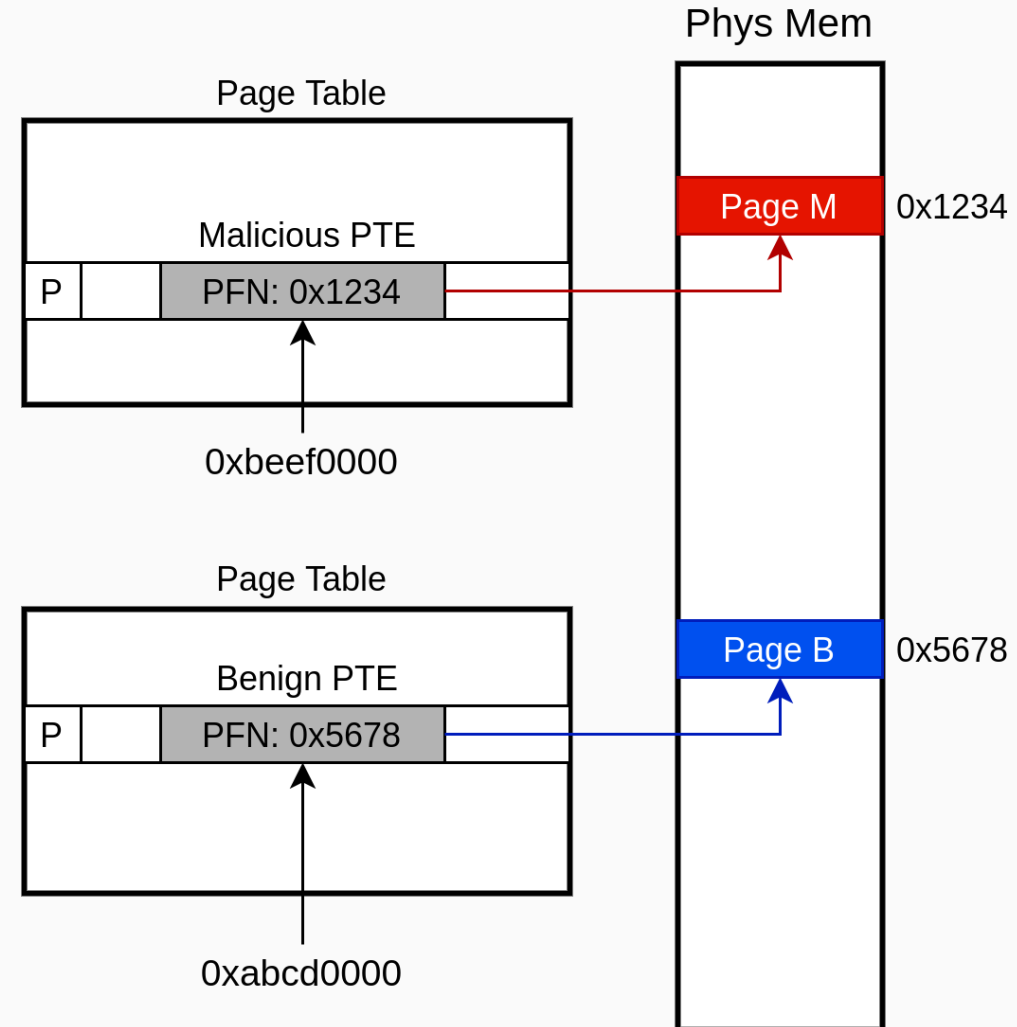 Phys Mem
Page Table
Malicious PTE
P
PFN: 0x1234
Page M
0x1234
0xbeef0000
Page Table
Benign PTE
P
PFN: 0x5678
Page B
0x5678
0xabcd0000